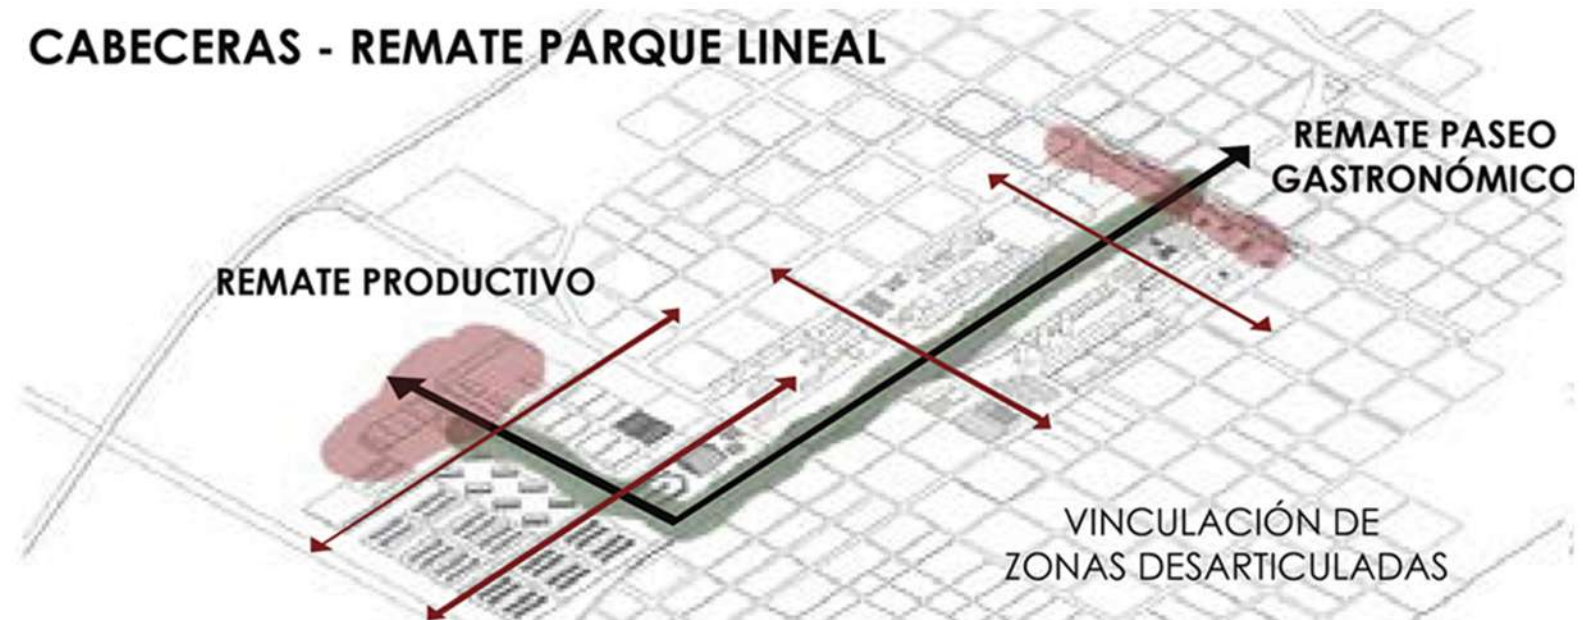 CABECERAS - REMATE PARQUE LINEAL
REMATE PASEO
GASTRONÓMICO
REMATE PRODUCTIVO
VINCULACIÓN DE
ZONAS DESARTICULADAS